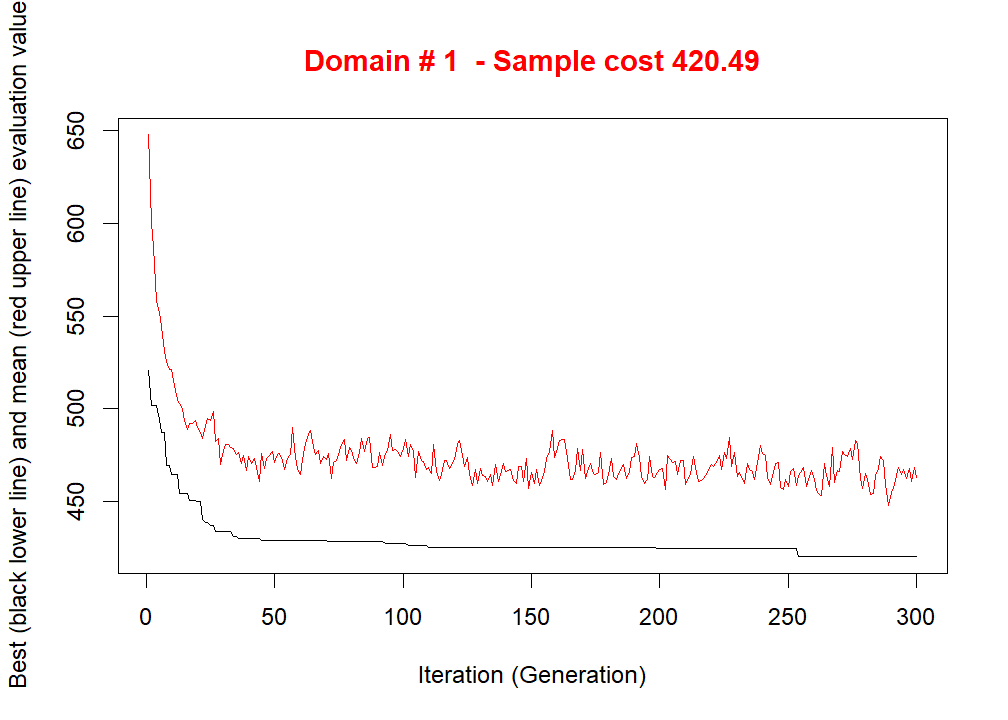 Domain # 1  - Sample cost 420.49
Best (black lower line) and mean (red upper line) evaluation value
650
600
550
500
450
0 50 100 150 200 250 300
Iteration (Generation)